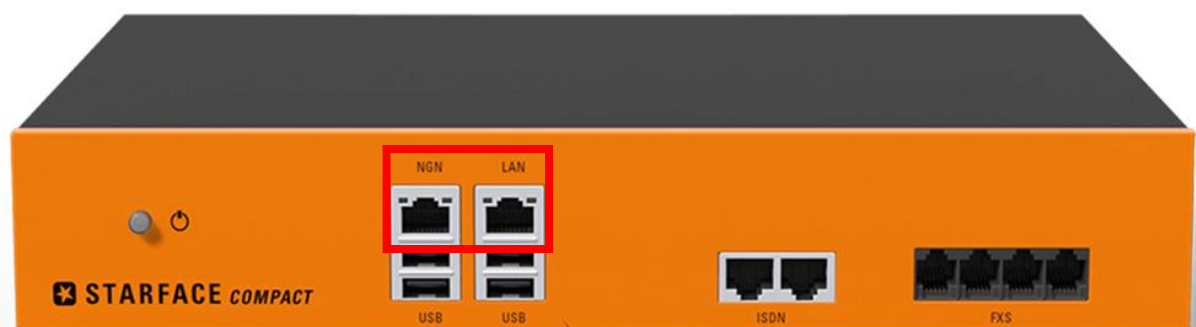 NGN LAN
STARFACE COMPACT
USB USB
ISDN
FXS